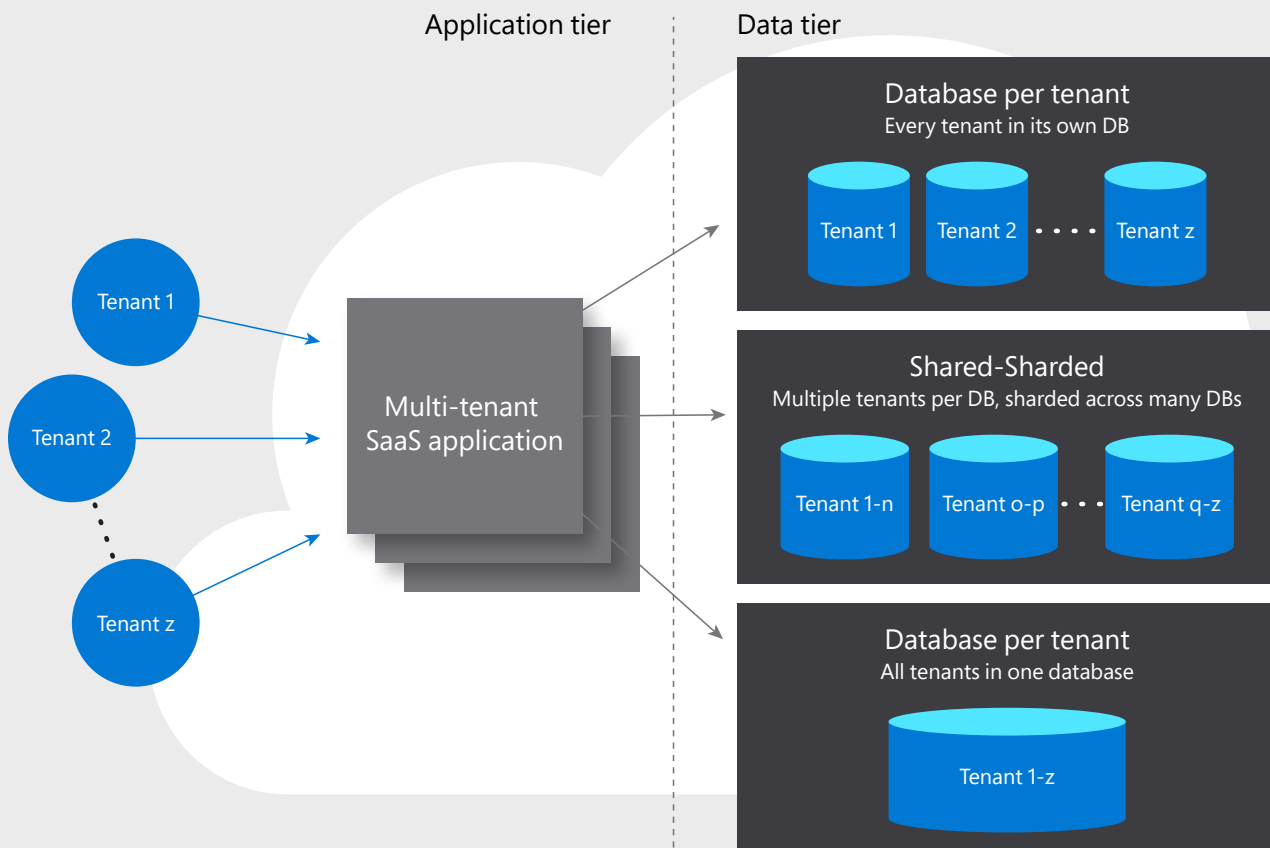 Application tier
Data tier
Tenant 1
Tenant 2
Tenant z
Multi-tenant
SaaS application
Database per tenant
Every tenant in its own DB
Tenant 1
Tenant 2
Tenant z
Shared-Sharded
Multiple tenants per DB, sharded across many DBs
Tenant 1-n
Tenant o-p
Tenant q-z
Database per tenant
All tenants in one database
Tenant 1-z